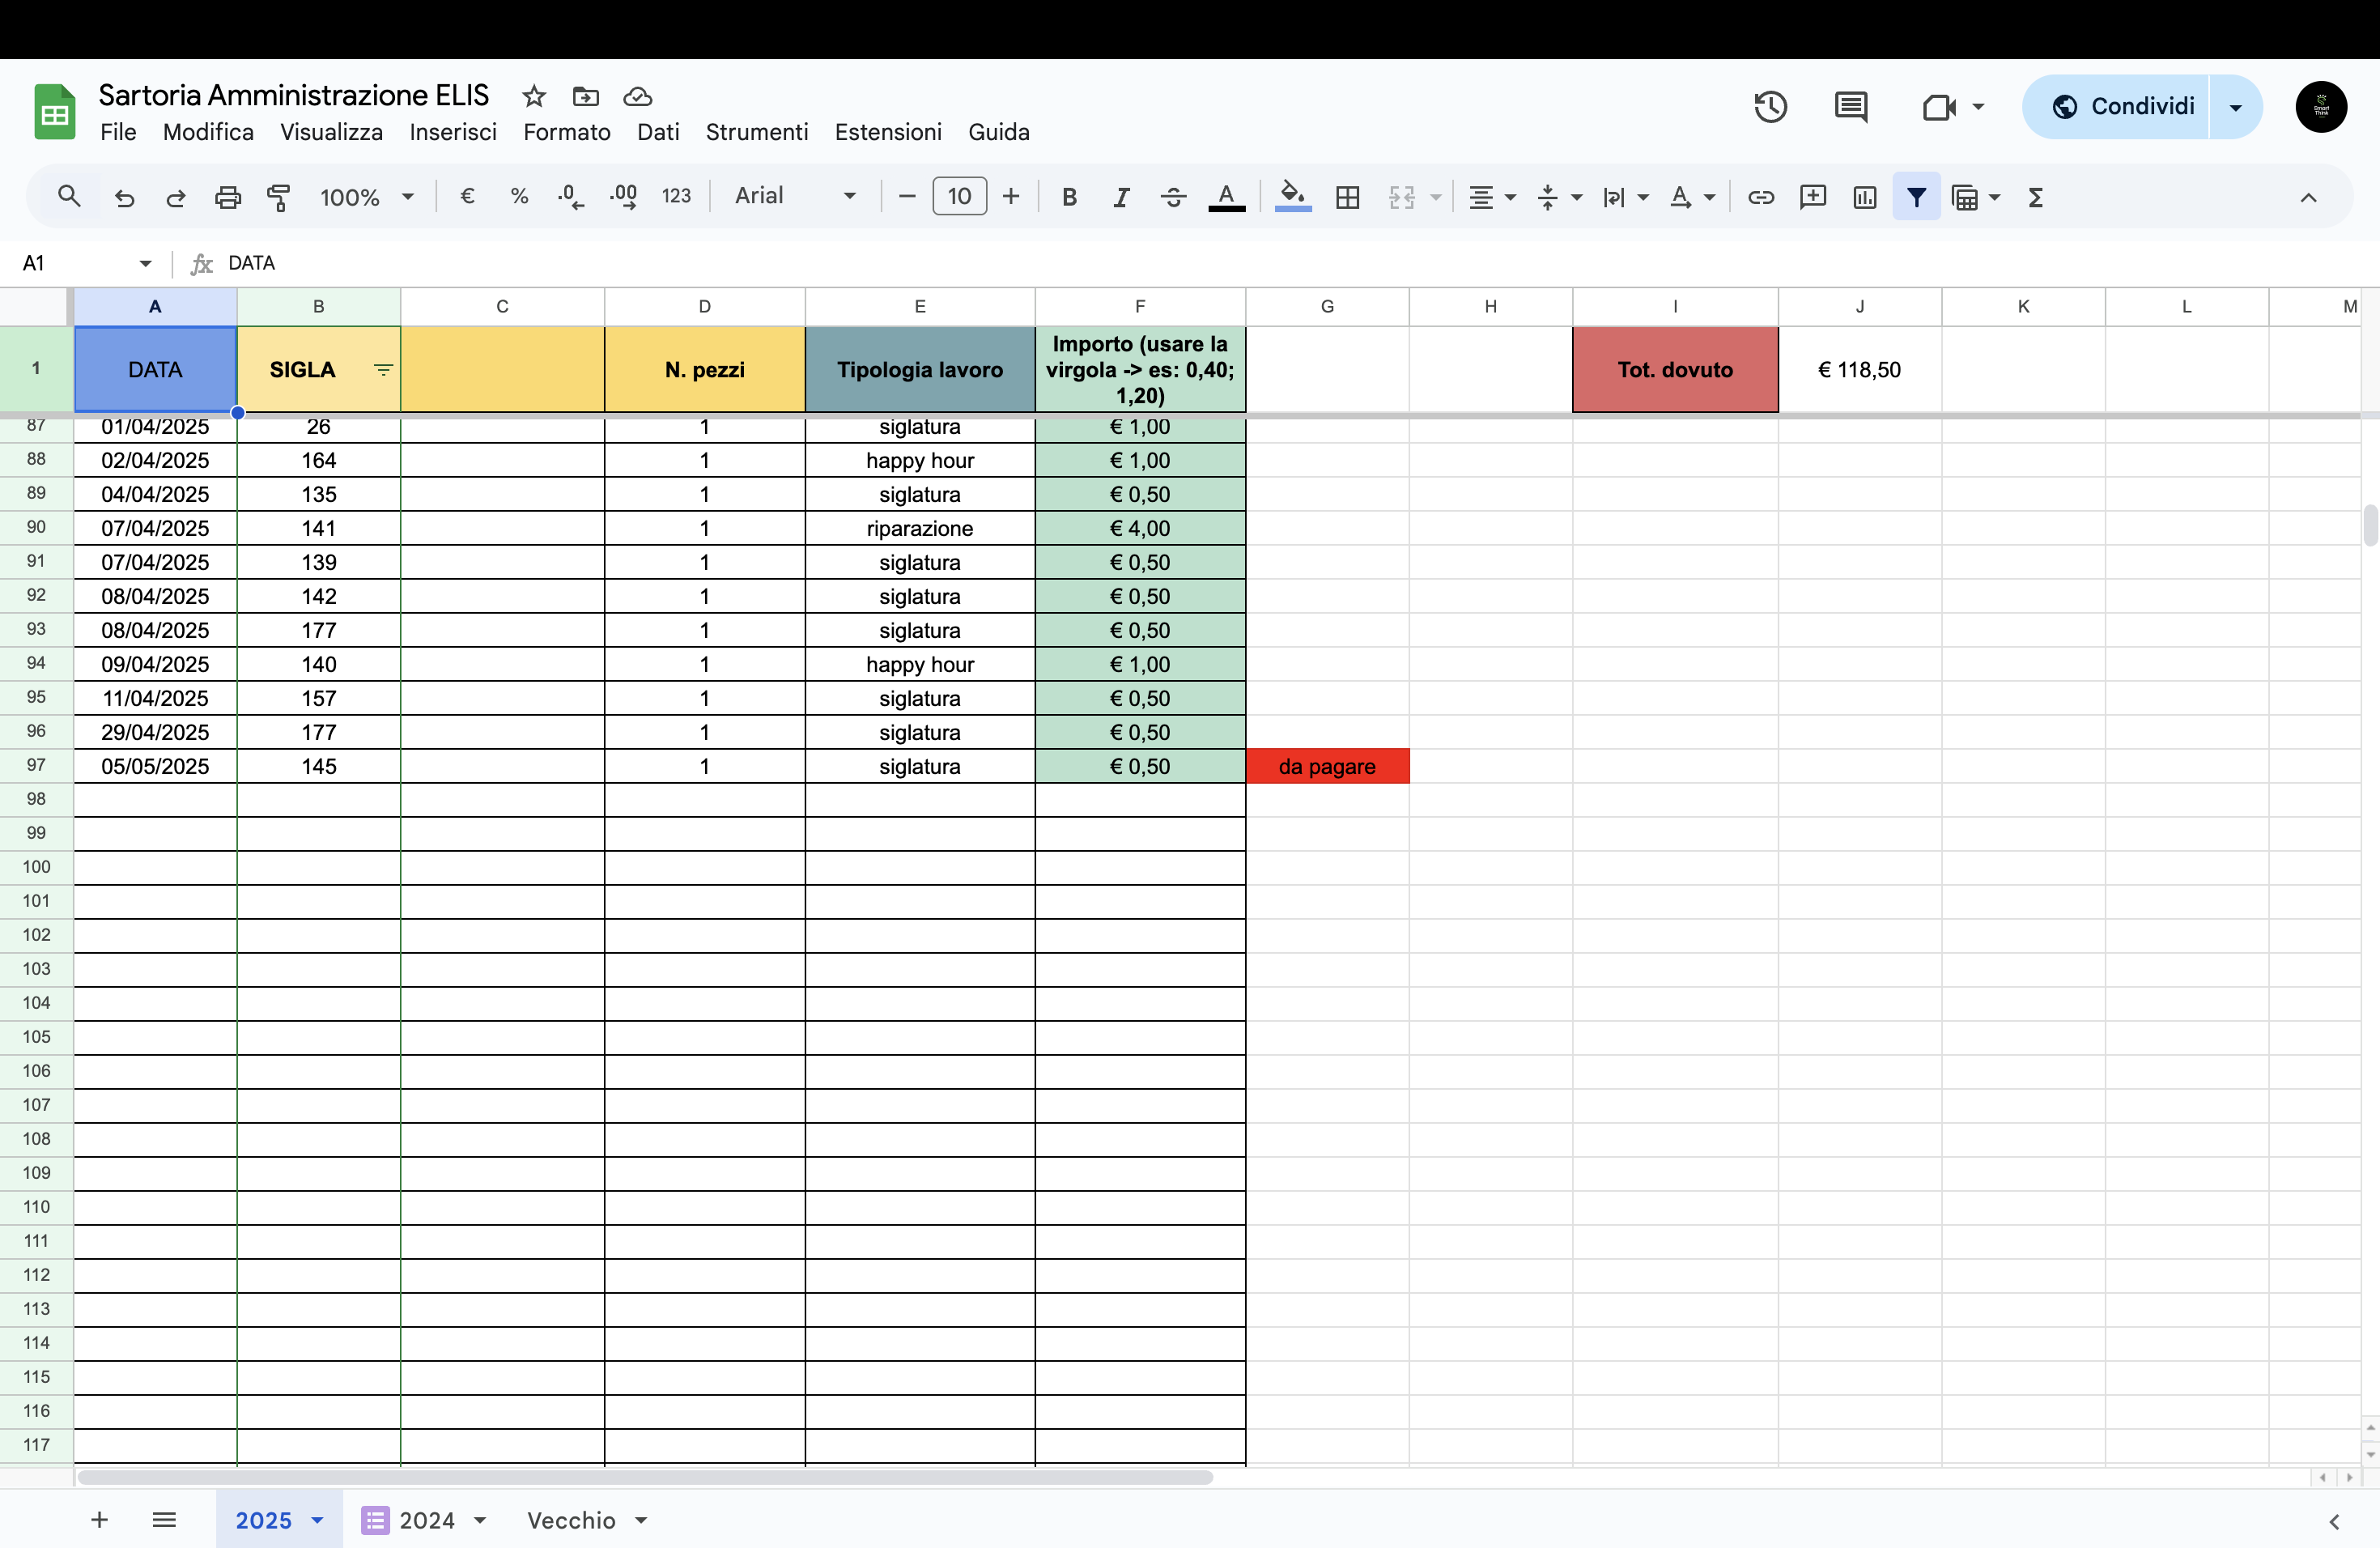 Sartoria Amministrazione ELIS
File Modifica Visualizza Inserisci Formato Dati Strumenti Estensioni Guida
Condividi
100% € % .0 .00 123 Arial 10 B I A
A1 fx DATA
A B C D E F G H I J K L M
1 DATA SIGLA N. pezzi Tipologia lavoro Importo (usare la virgola -> es: 0,40; 1,20) Tot. dovuto € 118,50
87 01/04/2025 26 1 siglatura € 1,00
88 02/04/2025 164 1 happy hour € 1,00
89 04/04/2025 135 1 siglatura € 0,50
90 07/04/2025 141 1 riparazione € 4,00
91 07/04/2025 139 1 siglatura € 0,50
92 08/04/2025 142 1 siglatura € 0,50
93 08/04/2025 177 1 siglatura € 0,50
94 09/04/2025 140 1 happy hour € 1,00
95 11/04/2025 157 1 siglatura € 0,50
96 29/04/2025 177 1 siglatura € 0,50
97 05/05/2025 145 1 siglatura € 0,50 da pagare
98
99
100
101
102
103
104
105
106
107
108
109
110
111
112
113
114
115
116
117
2025 2024 Vecchio